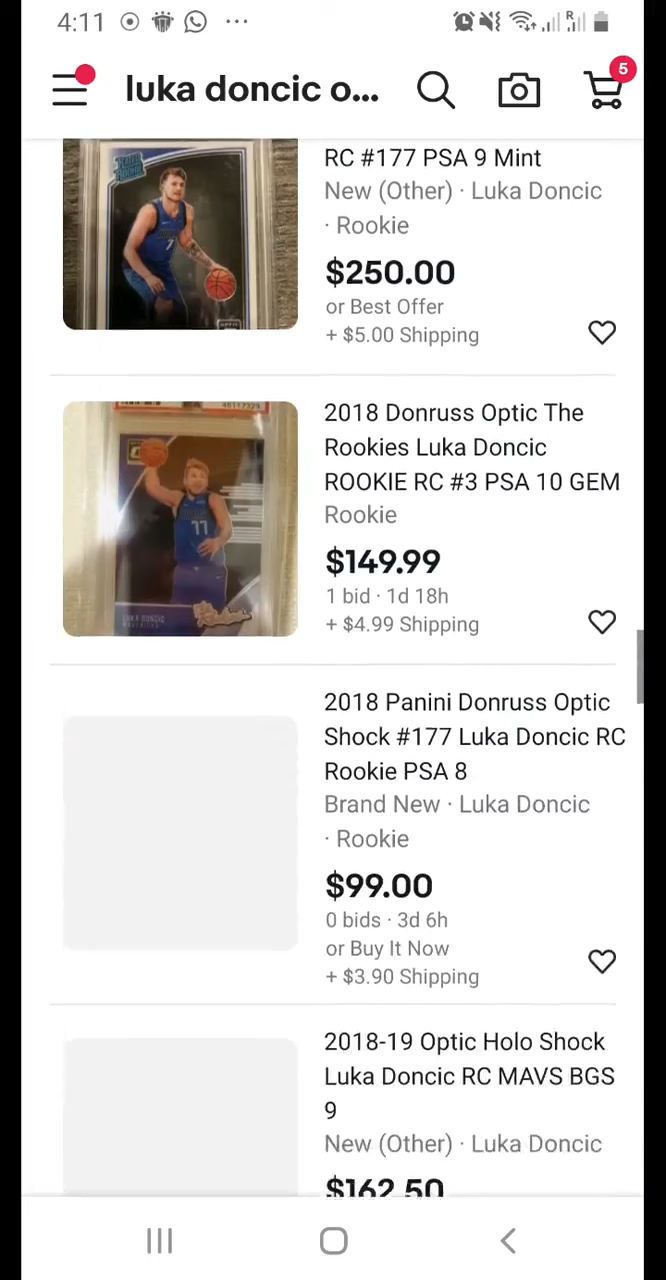 4:11
R
luka doncic o...
5
RC #177 PSA 9 Mint
New (Other) · Luka Doncic
· Rookie
$250.00
or Best Offer
+ $5.00 Shipping
2018 Donruss Optic The
Rookies Luka Doncic
ROOKIE RC #3 PSA 10 GEM
Rookie
$149.99
1 bid · 1d 18h
+ $4.99 Shipping
77
LUKA DONCIC
2018 Panini Donruss Optic
Shock #177 Luka Doncic RC
Rookie PSA 8
Brand New · Luka Doncic
· Rookie
$99.00
0 bids · 3d 6h
or Buy It Now
+ $3.90 Shipping
2018-19 Optic Holo Shock
Luka Doncic RC MAVS BGS
9
New (Other) · Luka Doncic
$162.50